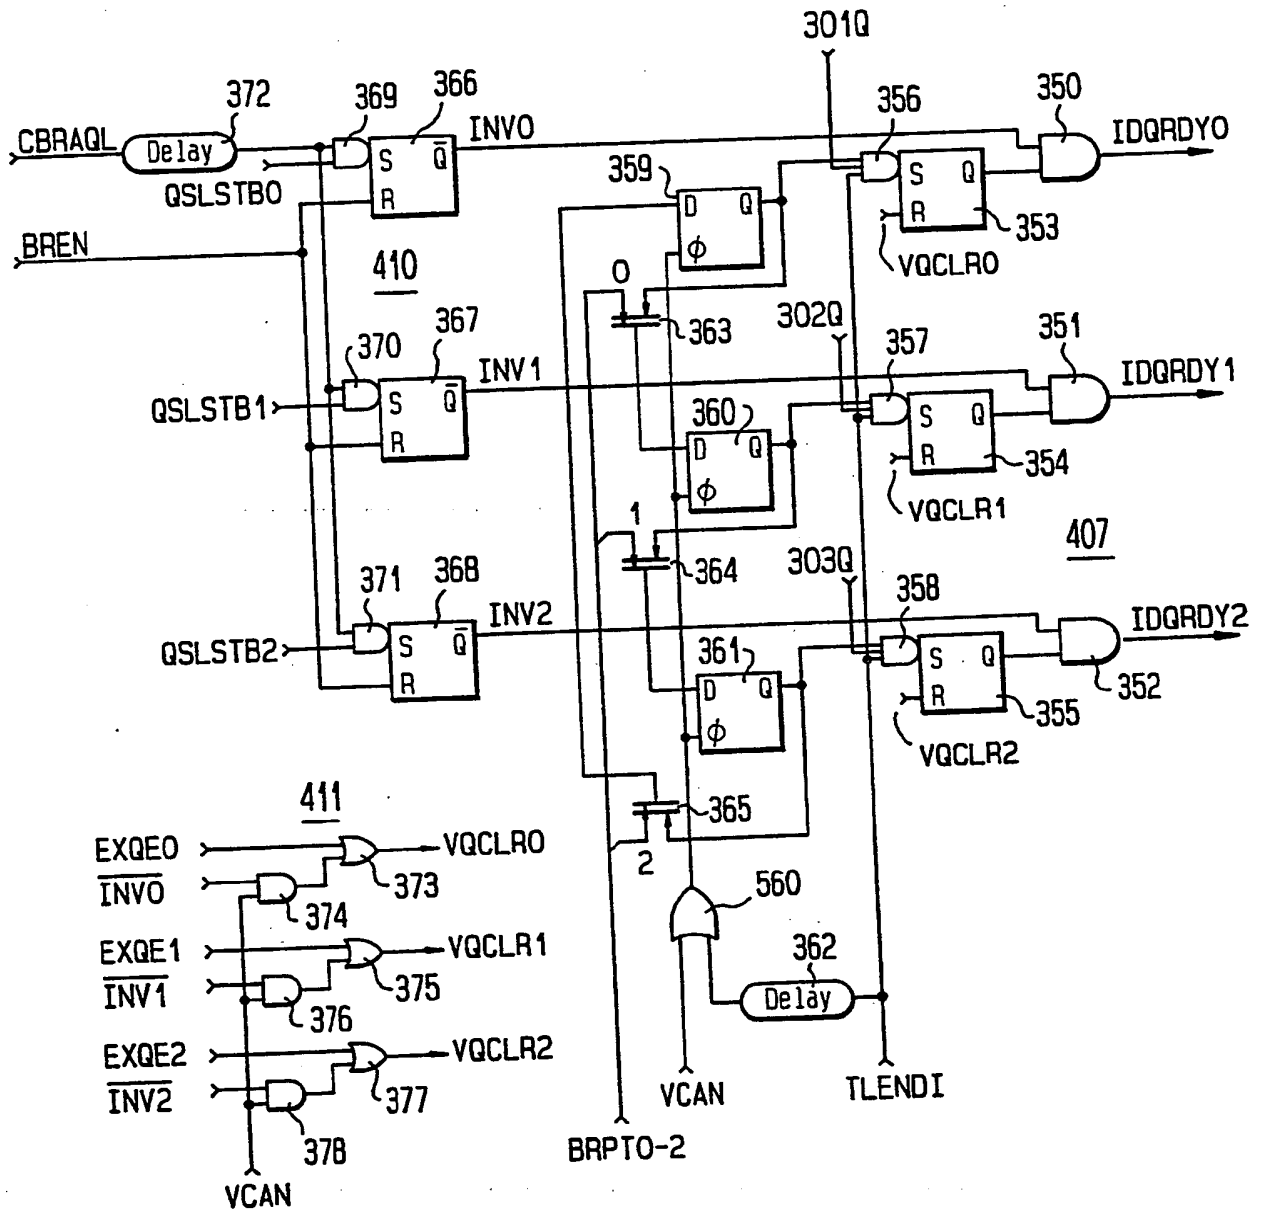 301Q
372
369
366
356
350
CBRAQL
Delay
INV0
IDQRDY0
S
Q̅
R
QSLSTB0
359
D
Q
ϕ
S
Q
R
353
BREN
410
VQCLR0
0
363
302Q
367
370
357
351
INV1
IDQRDY1
QSLSTB1
S
Q̅
R
360
D
Q
ϕ
S
Q
R
354
VQCLR1
407
1
364
303Q
371
368
358
INV2
IDQRDY2
QSLSTB2
S
Q̅
R
361
D
Q
ϕ
S
Q
R
352
355
VQCLR2
411
365
2
EXQE0
I̅N̅V̅0̅
VQCLR0
373
374
560
EXQE1
I̅N̅V̅1̅
VQCLR1
375
376
362
Delay
EXQE2
I̅N̅V̅2̅
VQCLR2
377
378
VCAN
TLENDI
BRPT0-2
VCAN